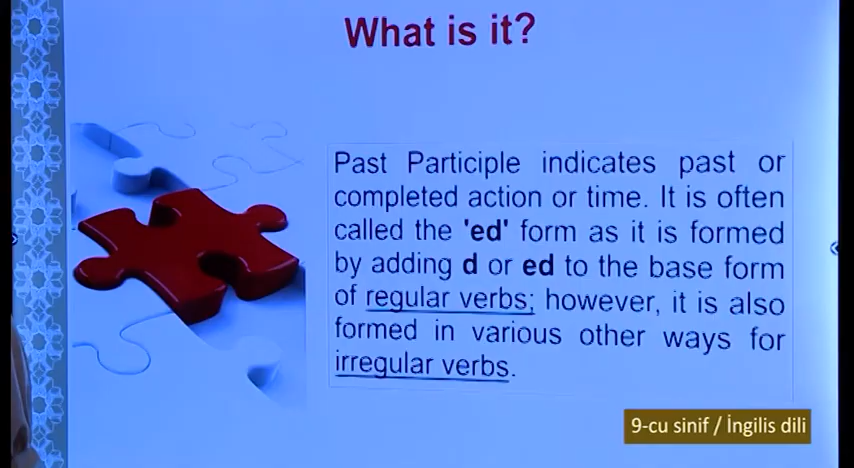 What is it?
Past Participle indicates past or
completed action or time. It is often
called the 'ed' form as it is formed
by adding d or ed to the base form
of regular verbs; however, it is also
formed in various other ways for
irregular verbs.
9-cu sinif / İngilis dili